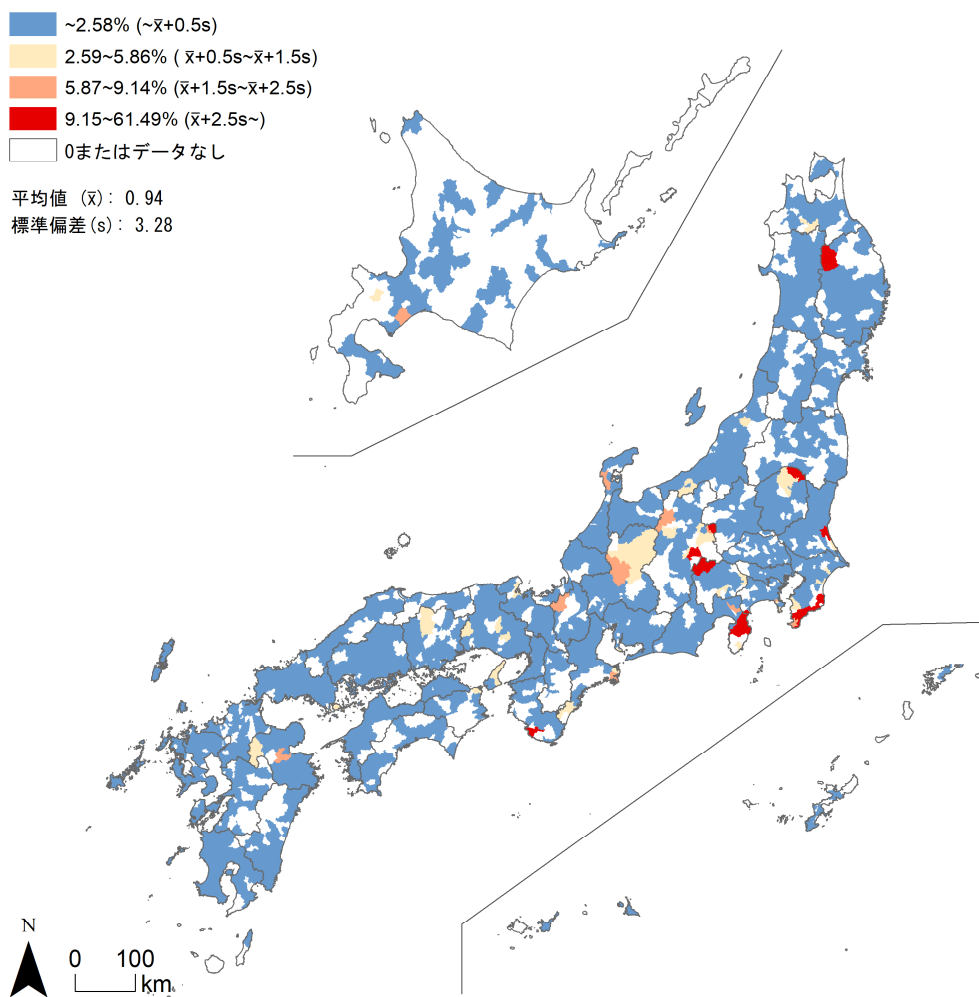 ~2.58% (~x̄+0.5s)
2.59~5.86% ( x̄+0.5s~x̄+1.5s)
5.87~9.14% (x̄+1.5s~x̄+2.5s)
9.15~61.49% (x̄+2.5s~)
0またはデータなし
平均値 (x̄): 0.94
標準偏差(s): 3.28
N
0 100
km